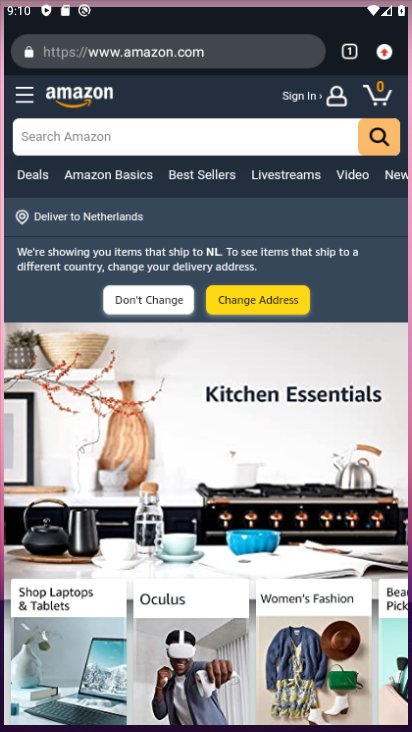 9:10
https://www.amazon.com
1
amazon
Sign In ›
0
Search Amazon
Deals Amazon Basics Best Sellers Livestreams Video New
Deliver to Netherlands
We're showing you items that ship to NL. To see items that ship to a
different country, change your delivery address.
Don't Change
Change Address
Kitchen Essentials
Shop Laptops
& Tablets
Oculus
Women's Fashion
Beau
Pick